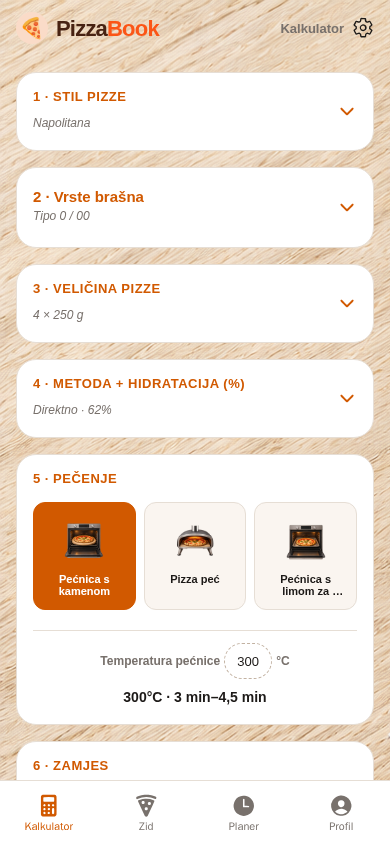 PizzaBook
Kalkulator
1 · STIL PIZZE
Napolitana
2 · Vrste brašna
Tipo 0 / 00
3 · VELIČINA PIZZE
4 × 250 g
4 · METODA + HIDRATACIJA (%)
Direktno · 62%
5 · PEČENJE
Pećnica s
kamenom
Pizza peć
Pećnica s
limom za ...
Temperatura pećnice 300 °C
300°C · 3 min–4,5 min
6 · ZAMJES
Kalkulator
Zid
Planer
Profil